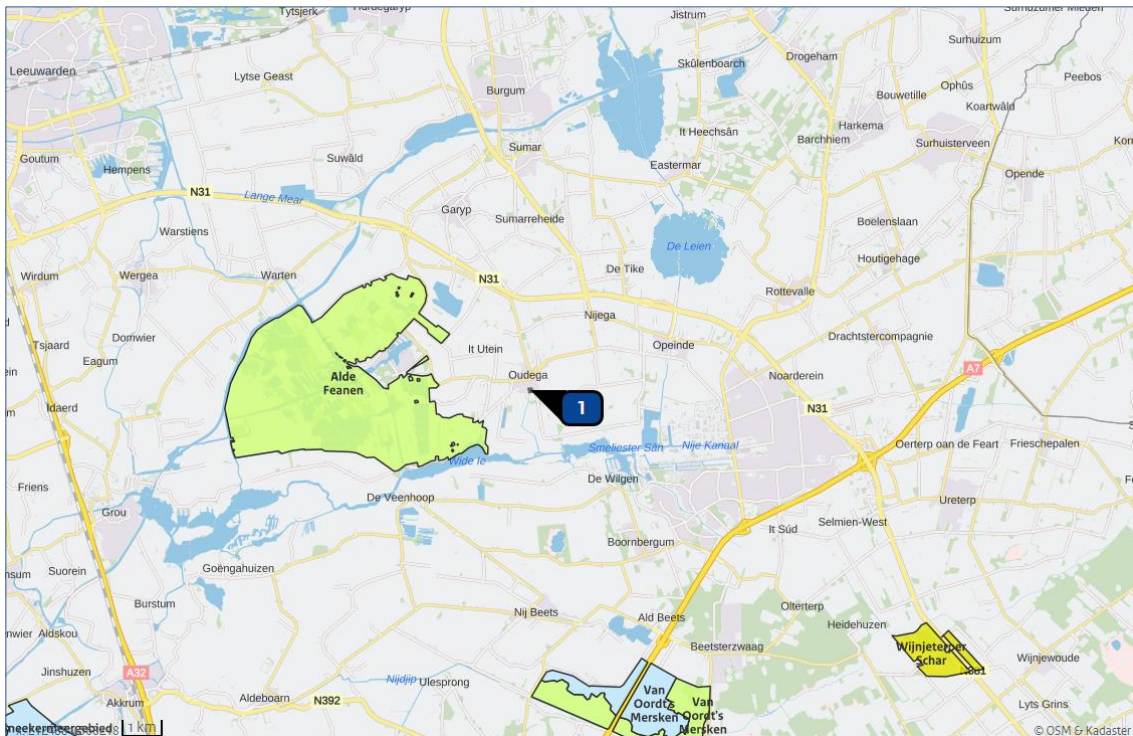 Tytsjerk
Jistrum
Surhuizum
Leeuwarden
Lytse Geast
Skûlenboarch
Drogeham
Peebos
Burgum
Ophûs
Bouwetille
Koartwâld
It Heechsân
Harkema
Goutum
Sumar
Barchhiem
Surhuisterveen
Suwâld
Hempens
Eastermar
Opende
N31
Lange Mear
Garyp
Sumarreheide
Boelenslaan
Warstiens
De Leien
Houtigehage
Wirdum
Wergea
Warten
De Tike
N31
Rottevalle
Nijega
Domwier
Drachtstercompagnie
Tsjaard
It Utein
Opeinde
Eagum
A7
Alde
Feanen
Oudega
Noarderein
Idaerd
1
N31
Smeliester Sân
Nije Kanaal
Oerterp oan de Feart
Frieschepalen
Wide Ie
De Wilgen
Friens
De Veenhoop
Ureterp
Grou
Selmien-West
It Súd
Boornbergum
Suorein
Goëngahuizen
Burstum
Nij Beets
Ald Beets
Olterterp
Heidehuzen
Aldskou
Beetsterzwaag
Wijnjeterper
Schar
Wijnjewoude
Jinshuzen
A32
Nijdjip
Ulesprong
Van
Oordt's
Mersken
Van
Oordt's
Mersken
Akkrum
Aldeboarn
N392
Lyts Grins
1 km
© OSM & Kadaster